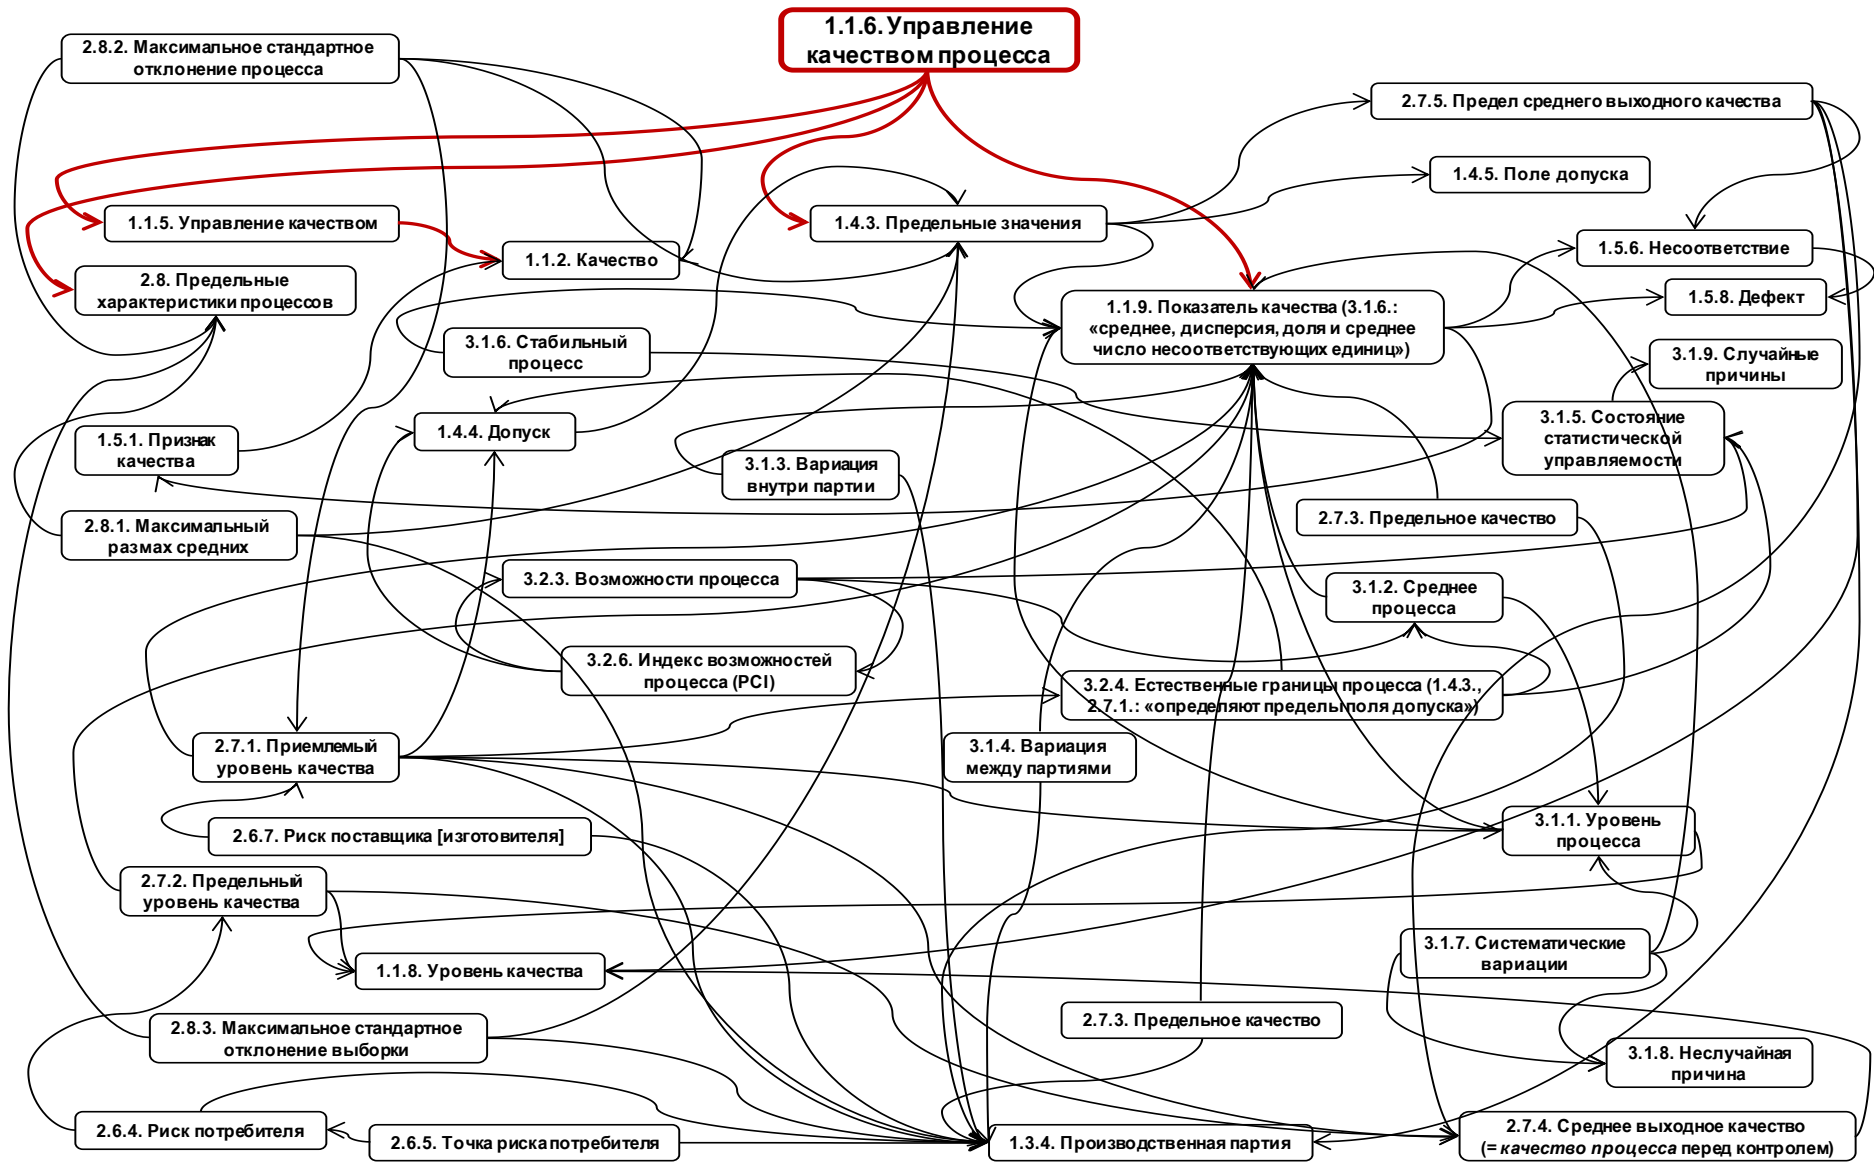 1.1.6. Управление
качеством процесса
2.8.2. Максимальное стандартное
отклонение процесса
2.7.5. Предел среднего выходного качества
1.4.5. Поле допуска
1.1.5. Управление качеством
1.4.3. Предельные значения
1.5.6. Несоответствие
1.1.2. Качество
2.8. Предельные
характеристики процессов
1.5.8. Дефект
1.1.9. Показатель качества (3.1.6.:
«среднее, дисперсия, доля и среднее
число несоответствующих единиц»)
3.1.6. Стабильный
процесс
3.1.9. Случайные
причины
1.5.1. Признак
качества
1.4.4. Допуск
3.1.5. Состояние
статистической
управляемости
3.1.3. Вариация
внутри партии
2.8.1. Максимальный
размах средних
2.7.3. Предельное качество
3.2.3. Возможности процесса
3.1.2. Среднее
процесса
3.2.6. Индекс возможностей
процесса (PCI)
3.2.4. Естественные границы процесса (1.4.3.,
2.7.1.: «определяют пределы поля допуска»)
2.7.1. Приемлемый
уровень качества
3.1.4. Вариация
между партиями
2.6.7. Риск поставщика [изготовителя]
3.1.1. Уровень
процесса
2.7.2. Предельный
уровень качества
3.1.7. Систематические
вариации
1.1.8. Уровень качества
2.8.3. Максимальное стандартное
отклонение выборки
2.7.3. Предельное качество
3.1.8. Неслучайная
причина
2.6.4. Риск потребителя
2.6.5. Точка риска потребителя
1.3.4. Производственная партия
2.7.4. Среднее выходное качество
(= качество процесса перед контролем)